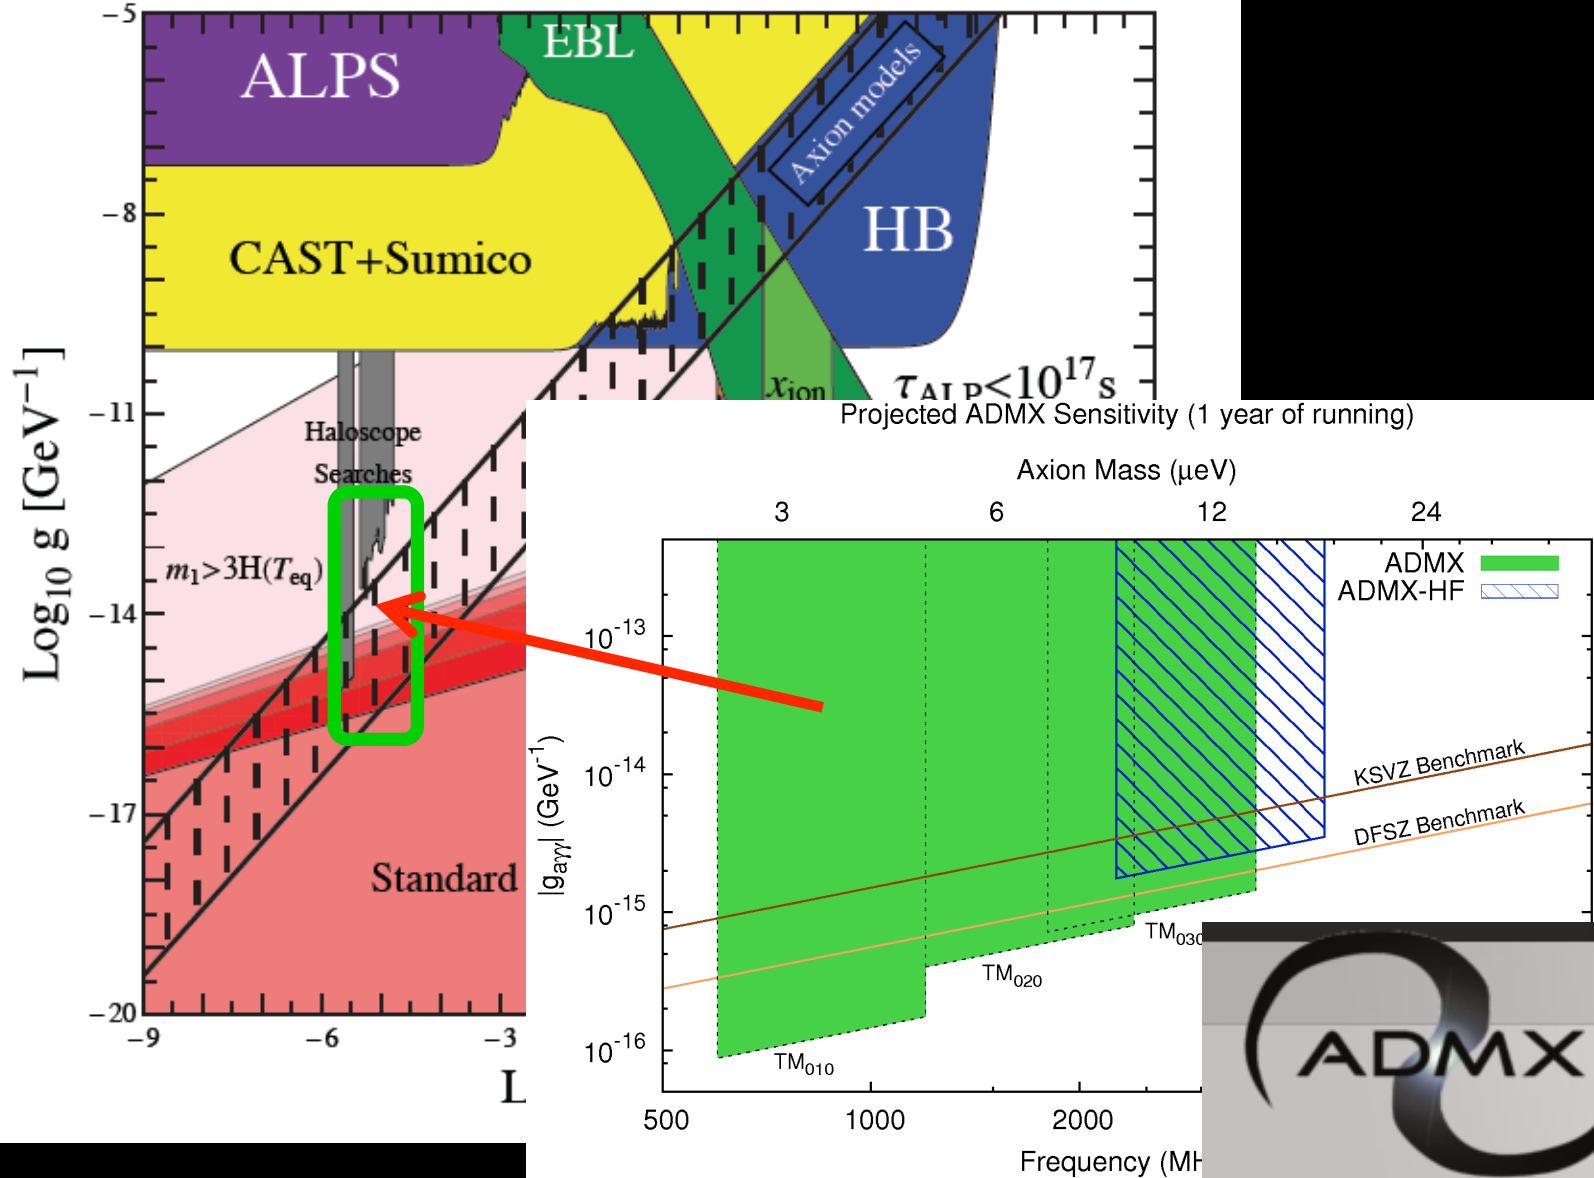 -5
ALPS
EBL
Axion models
-8
CAST+Sumico
HB
Log10 g [GeV−1]
-11
xion
τALP<10^17s
Haloscope
Searches
m1>3H(Teq)
-14
-17
Standard
-20
-9
-6
-3
L
Projected ADMX Sensitivity (1 year of running)
Axion Mass (μeV)
3 6 12 24
ADMX
ADMX-HF
|gaγγ| (GeV-1)
10-13
10-14
10-15
10-16
KSVZ Benchmark
DFSZ Benchmark
TM030
TM020
TM010
500 1000 2000
Frequency (MH
ADMX